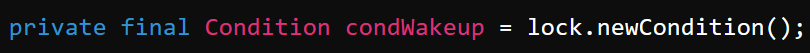 private final Condition condWakeup = lock.newCondition();